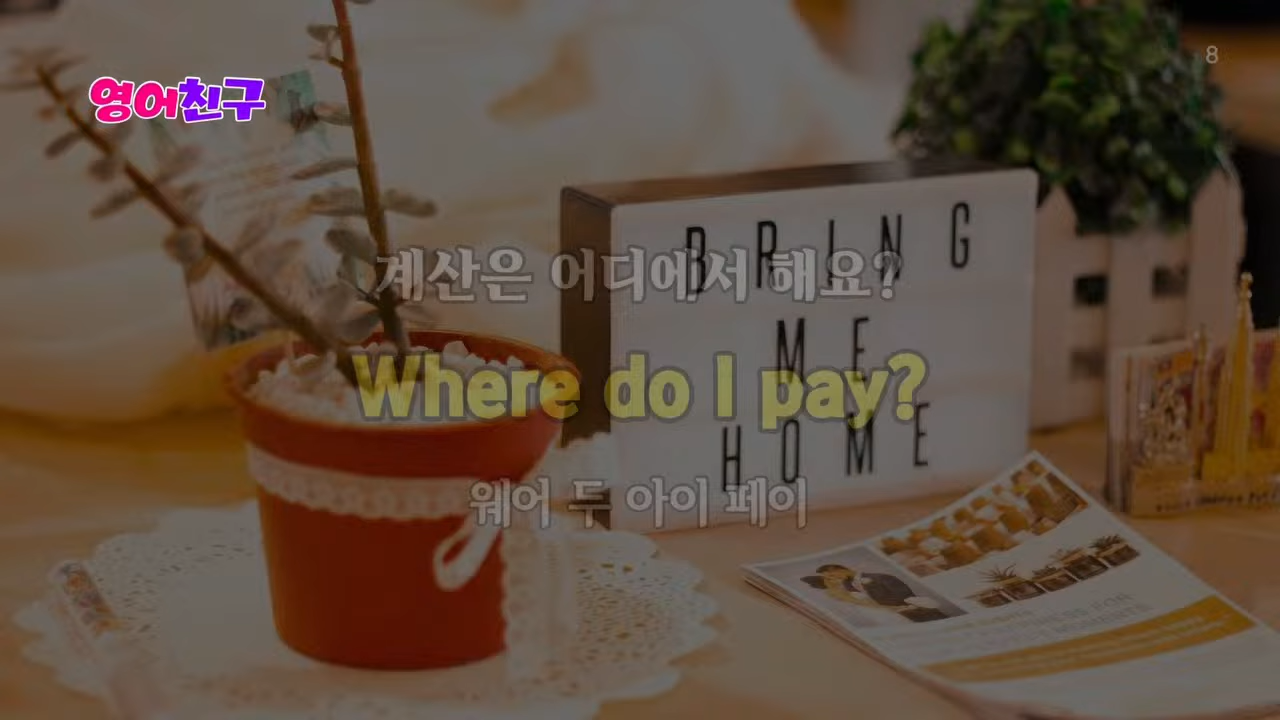 영어친구
8
BRING
계산은 어디에서 해요?
ME
Where do I pay?
HOME
웨어 두 아이 페이